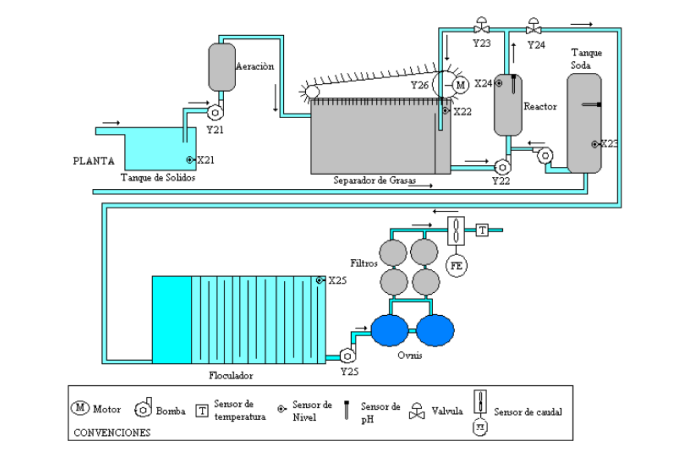 Y23
Y24
Tanque
Soda
Aeraciòn
Y26
M
X24
X22
Reactor
Y21
X23
PLANTA
X21
Tanque de Solidos
Separador de Grasas
Y22
T
FE
Filtros
X25
Ovnis
Y25
Floculador
M Motor
Bomba
T Sensor de
temperatura
Sensor de
Nivel
Sensor de
pH
Valvula
FE Sensor de caudal
CONVENCIONES